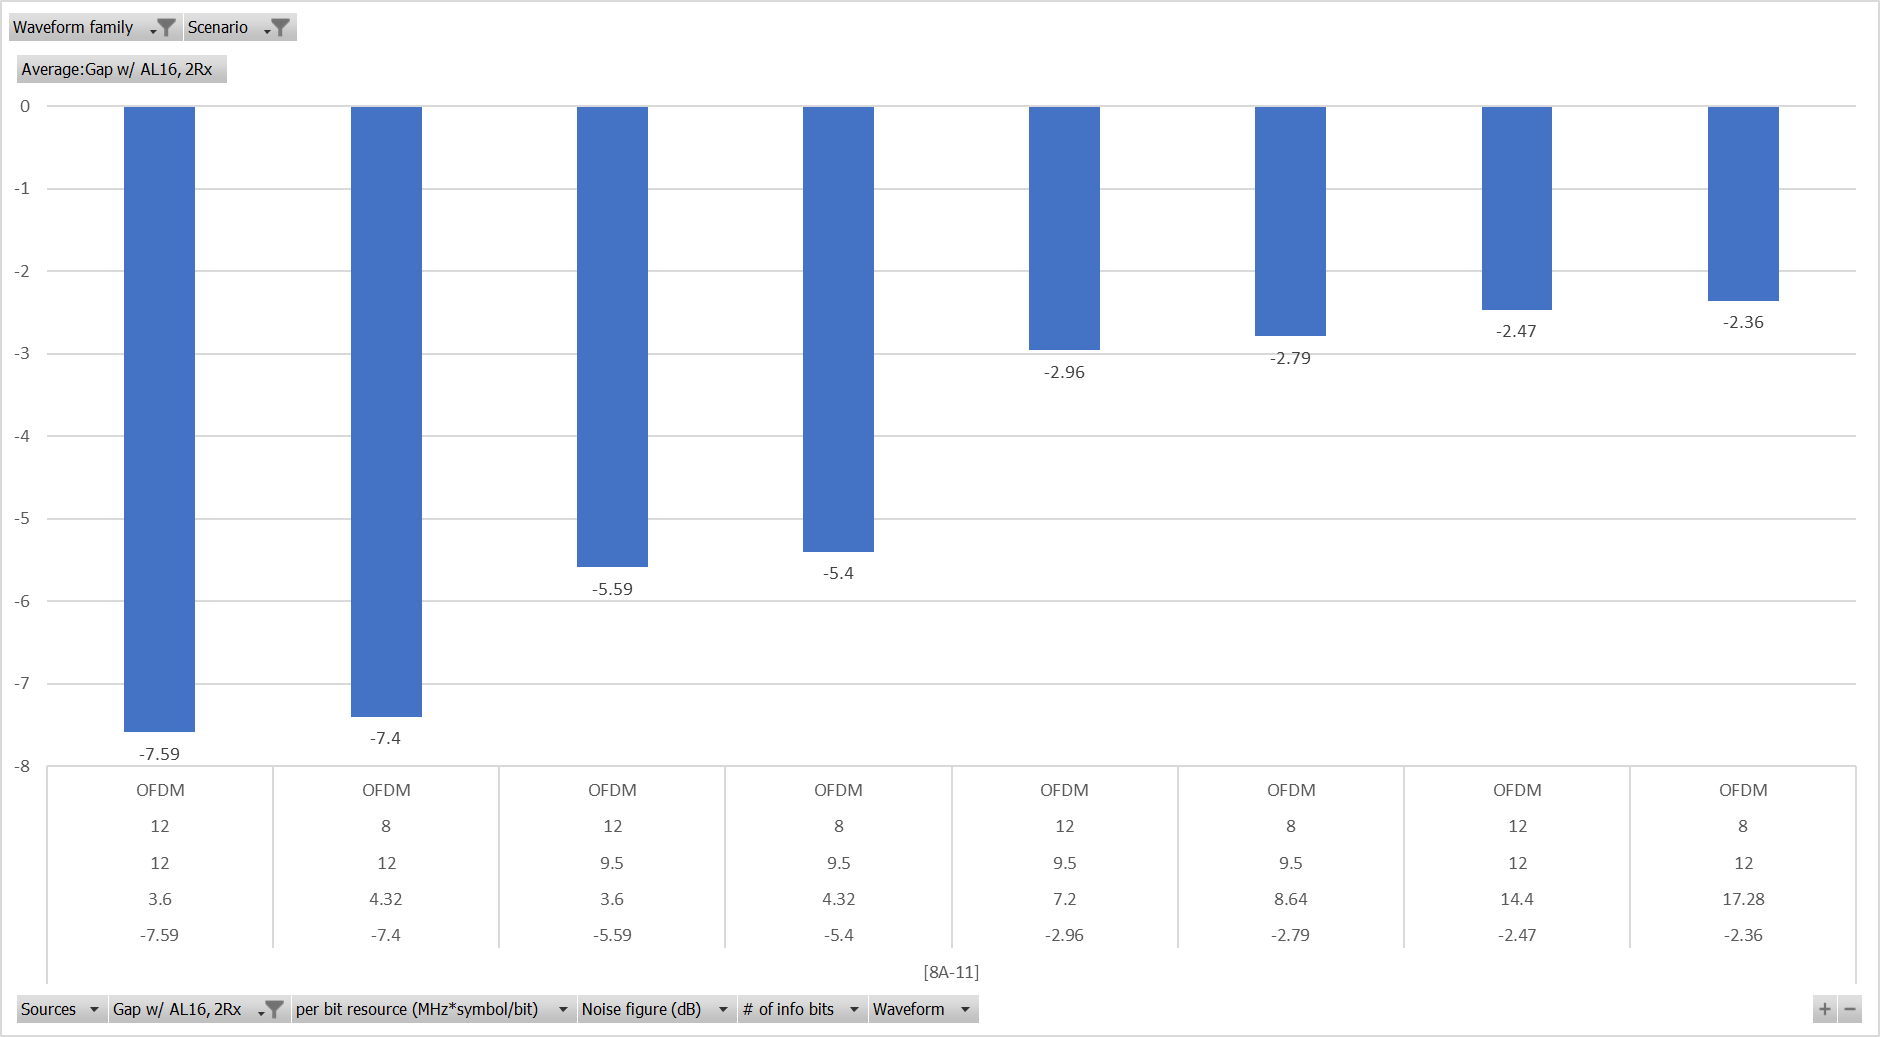 Waveform family Scenario
Average:Gap w/ AL16, 2Rx
0
-1
-2
-3
-4
-5
-6
-7
-8
-7.59 -7.4 -5.59 -5.4 -2.96 -2.79 -2.47 -2.36
OFDM OFDM OFDM OFDM OFDM OFDM OFDM OFDM
12 8 12 8 12 8 12 8
12 12 9.5 9.5 9.5 9.5 12 12
3.6 4.32 3.6 4.32 7.2 8.64 14.4 17.28
-7.59 -7.4 -5.59 -5.4 -2.96 -2.79 -2.47 -2.36
[8A-11]
Sources Gap w/ AL16, 2Rx per bit resource (MHz*symbol/bit) Noise figure (dB) # of info bits Waveform + −